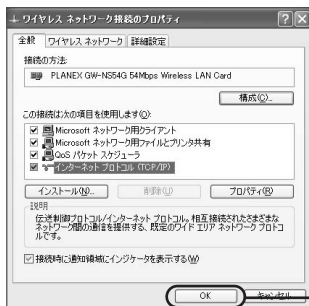 ワイヤレス ネットワーク接続のプロパティ
全般 ワイヤレス ネットワーク 詳細設定
接続の方法:
PLANEX GW-NS54G 54Mbps Wireless LAN Card
構成(C)...
この接続は次の項目を使用します(O):
Microsoft ネットワーク用クライアント
Microsoft ネットワーク用ファイルとプリンタ共有
QoS パケット スケジューラ
インターネット プロトコル (TCP/IP)
インストール(N)... 削除(U) プロパティ(R)
説明
伝送制御プロトコル/インターネット プロトコル。相互接続されたさまざまな
ネットワーク間の通信を提供する、既定のワイド エリア ネットワーク プロトコ
ルです。
接続時に通知領域にインジケータを表示する(W)
OK キャンセル